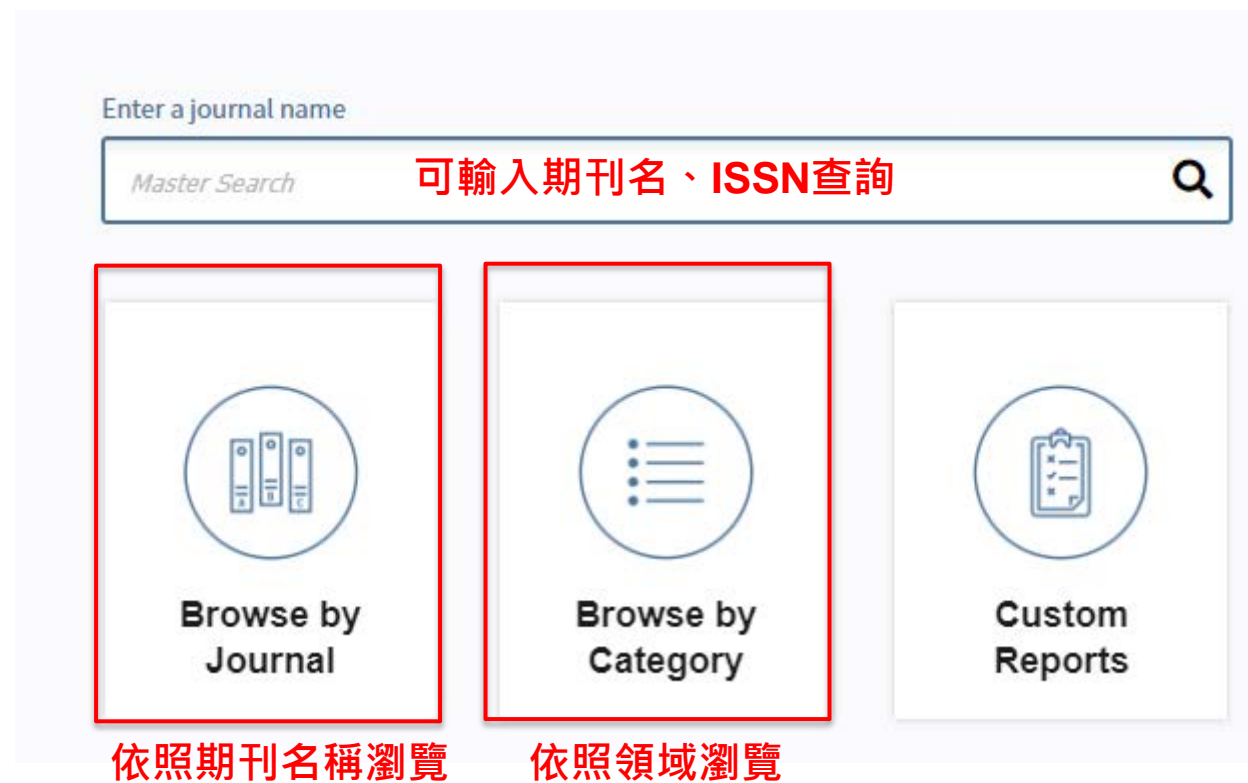 Enter a journal name
Master Search
可輸入期刊名、ISSN查詢
A
B
C
Browse by
Journal
Browse by
Category
Custom
Reports
依照期刊名稱瀏覽
依照領域瀏覽